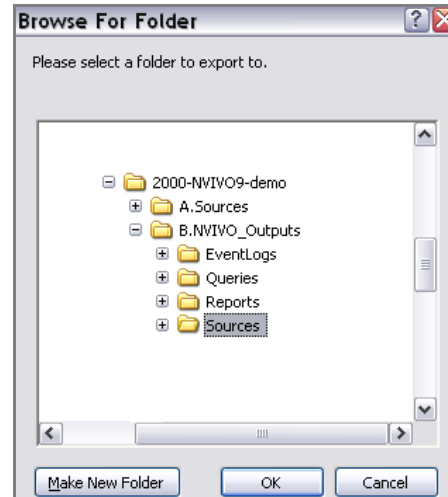 Browse For Folder
Please select a folder to export to.
2000-NVIVO9-demo
A.Sources
B.NVIVO_Outputs
EventLogs
Queries
Reports
Sources
Make New Folder OK Cancel